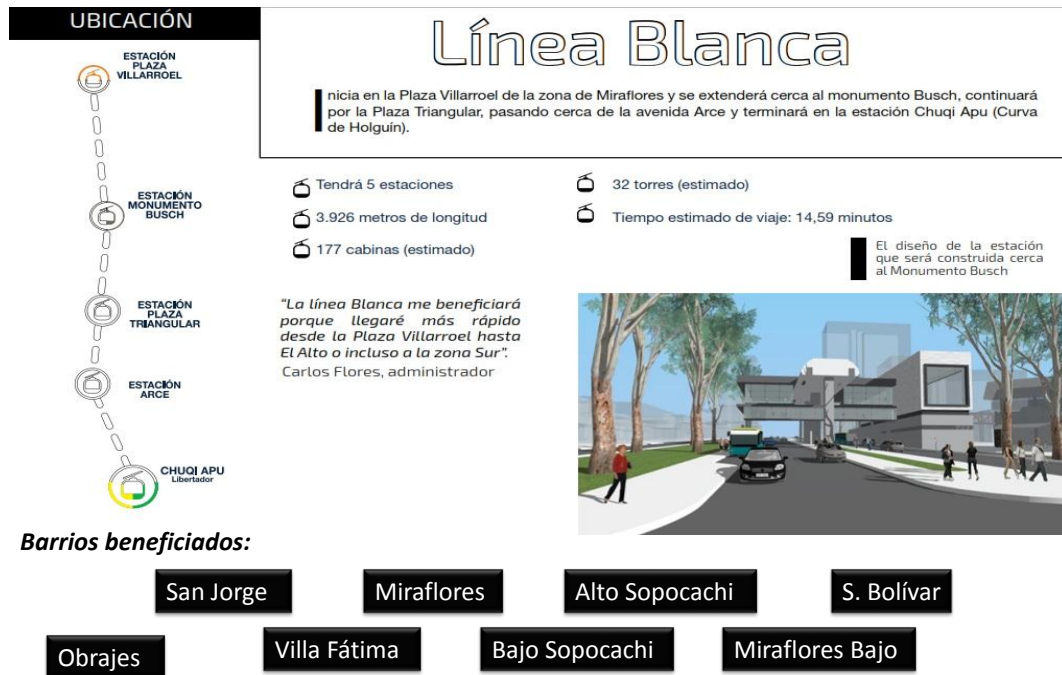 UBICACIÓN
ESTACIÓN
PLAZA
VILLARROEL
ESTACIÓN
MONUMENTO
BUSCH
ESTACIÓN
PLAZA
TRIANGULAR
ESTACIÓN
ARCE
CHUQI APU
Libertador
Línea Blanca
Inicia en la Plaza Villarroel de la zona de Miraflores y se extenderá cerca al monumento Busch, continuará
por la Plaza Triangular, pasando cerca de la avenida Arce y terminará en la estación Chuqi Apu (Curva
de Holguín).
Tendrá 5 estaciones
3.926 metros de longitud
177 cabinas (estimado)
32 torres (estimado)
Tiempo estimado de viaje: 14,59 minutos
El diseño de la estación
que será construida cerca
al Monumento Busch
"La línea Blanca me beneficiará
porque llegaré más rápido
desde la Plaza Villarroel hasta
El Alto o incluso a la zona Sur".
Carlos Flores, administrador
Barrios beneficiados:
San Jorge
Miraflores
Alto Sopocachi
S. Bolívar
Obrajes
Villa Fátima
Bajo Sopocachi
Miraflores Bajo